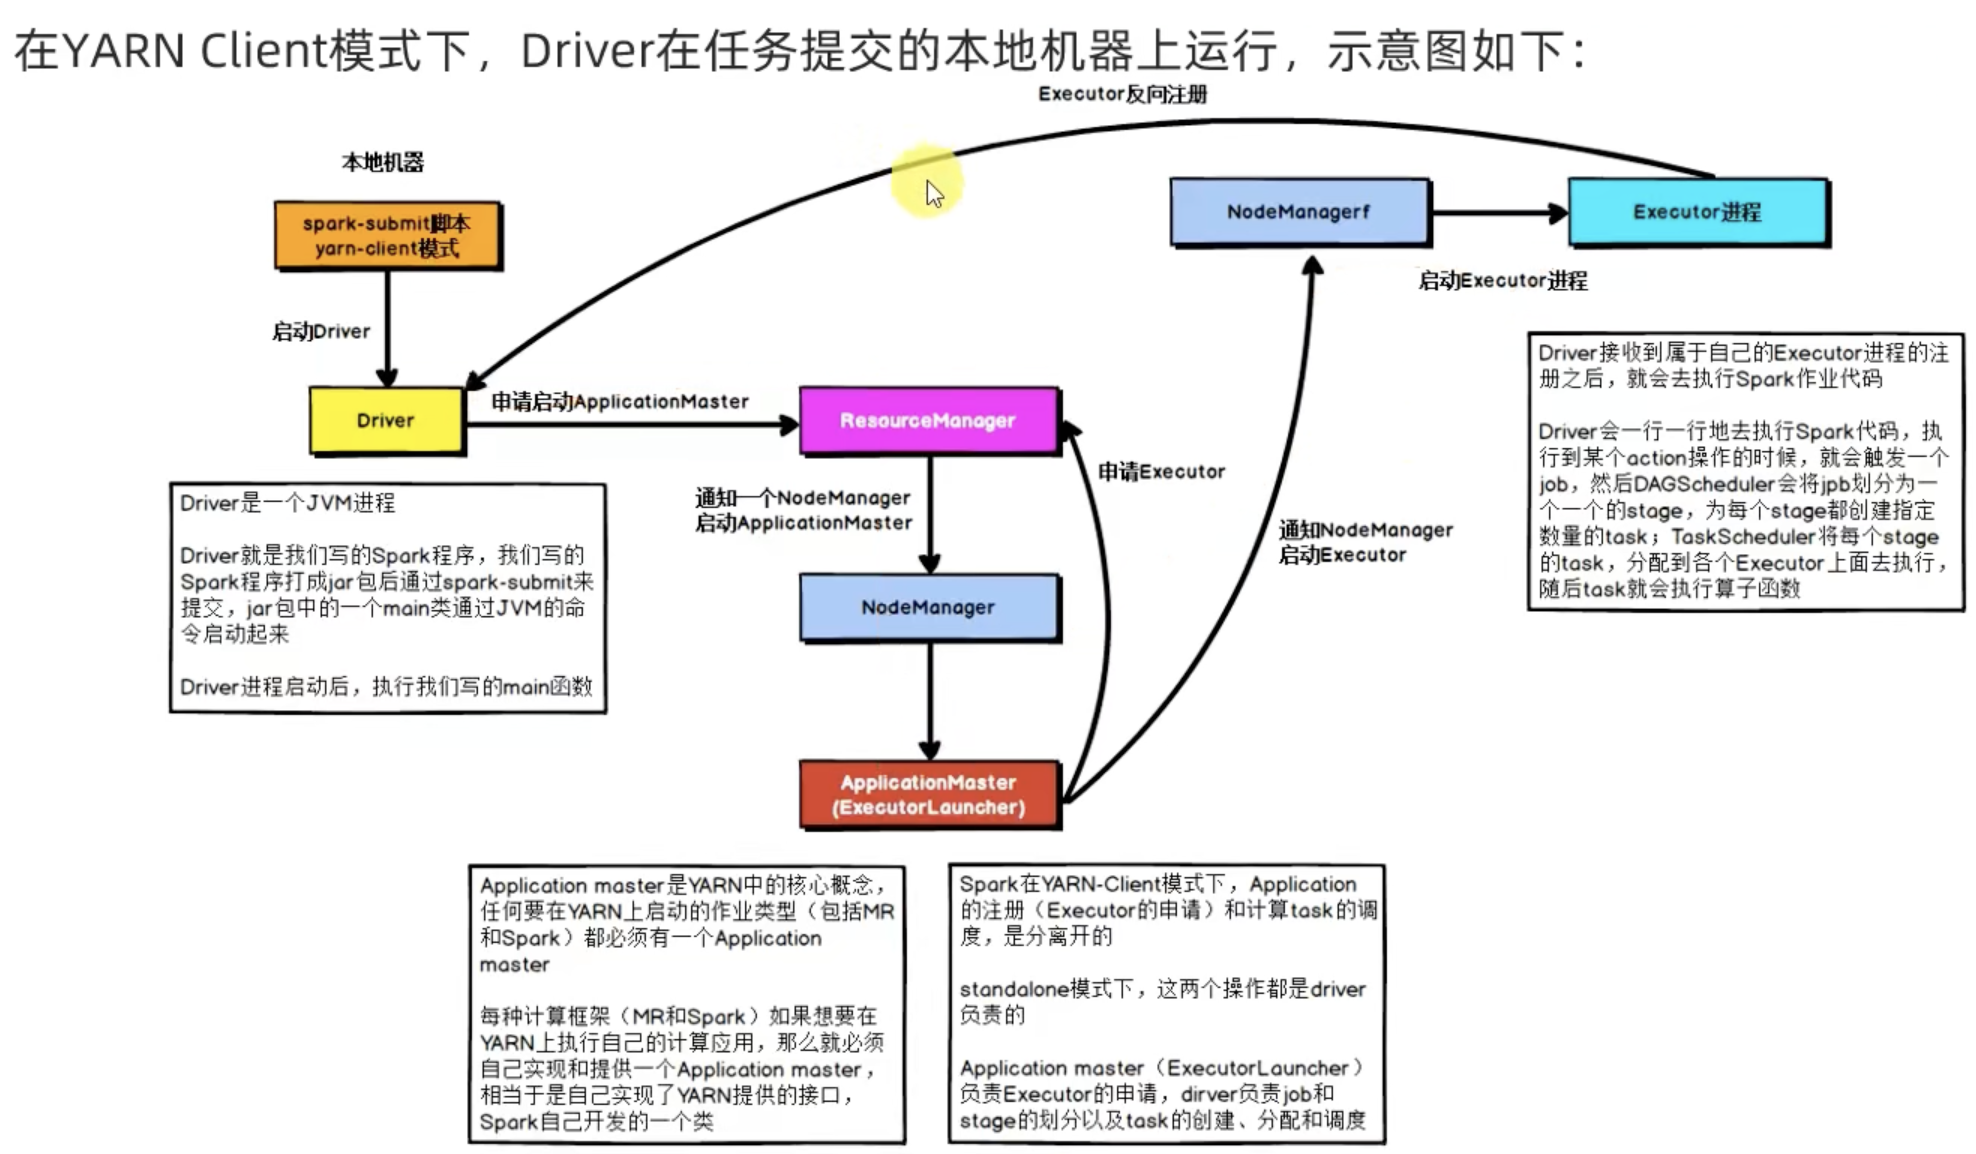 在YARN Client模式下，Driver在任务提交的本地机器上运行，示意图如下：
Executor反向注册
本地机器
spark-submit脚本
yarn-client模式
NodeManagerf
Executor进程
启动Executor进程
启动Driver
Driver
申请启动ApplicationMaster
ResourceManager
申请Executor
通知一个NodeManager
启动ApplicationMaster
通知NodeManager
启动Executor
NodeManager
ApplicationMaster
(ExecutorLauncher)
Driver是一个JVM进程
Driver就是我们写的Spark程序，我们写的
Spark程序打成jar包后通过spark-submit来
提交，jar包中的一个main类通过JVM的命
令启动起来
Driver进程启动后，执行我们写的main函数
Driver接收到属于自己的Executor进程的注
册之后，就会去执行Spark作业代码
Driver会一行一行地去执行Spark代码，执
行到某个action操作的时候，就会触发一个
job，然后DAGScheduler会将jpb划分为一
个一个的stage，为每个stage都创建指定
数量的task；TaskScheduler将每个stage
的task，分配到各个Executor上面去执行，
随后task就会执行算子函数
Application master是YARN中的核心概念，
任何要在YARN上启动的作业类型（包括MR
和Spark）都必须有一个Application
master
每种计算框架（MR和Spark）如果想要在
YARN上执行自己的计算应用，那么就必须
自己实现和提供一个Application master，
相当于是自己实现了YARN提供的接口，
Spark自己开发的一个类
Spark在YARN-Client模式下，Application
的注册（Executor的申请）和计算task的调
度，是分离开的
standalone模式下，这两个操作都是driver
负责的
Application master（ExecutorLauncher）
负责Executor的申请，dirver负责job和
stage的划分以及task的创建、分配和调度